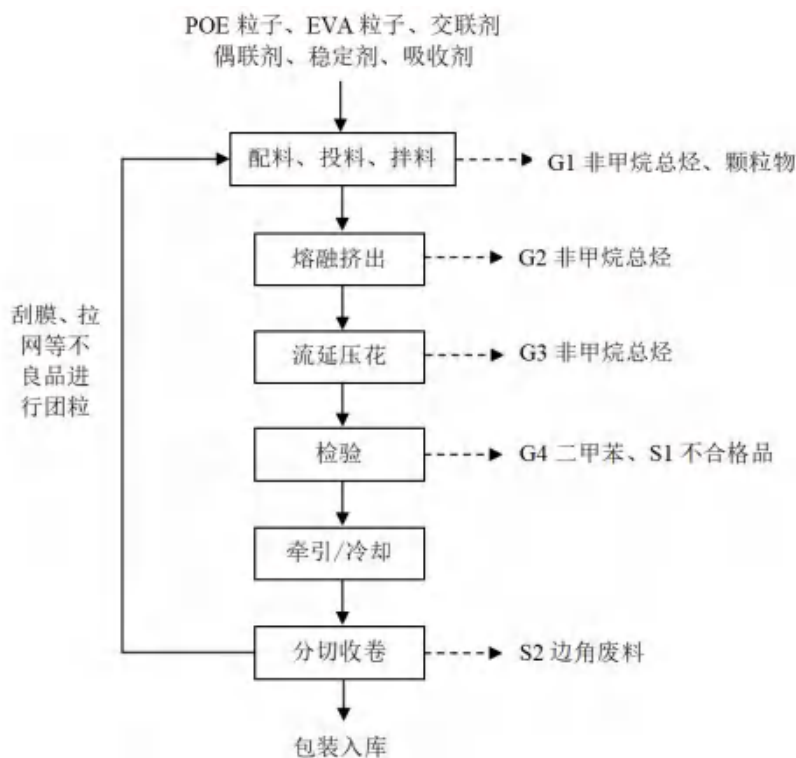 POE 粒子、EVA 粒子、交联剂
偶联剂、稳定剂、吸收剂
配料、投料、拌料
G1 非甲烷总烃、颗粒物
熔融挤出
G2 非甲烷总烃
刮膜、拉
网等不
良品进
行团粒
流延压花
G3 非甲烷总烃
检验
G4 二甲苯、S1 不合格品
牵引/冷却
分切收卷
S2 边角废料
包装入库